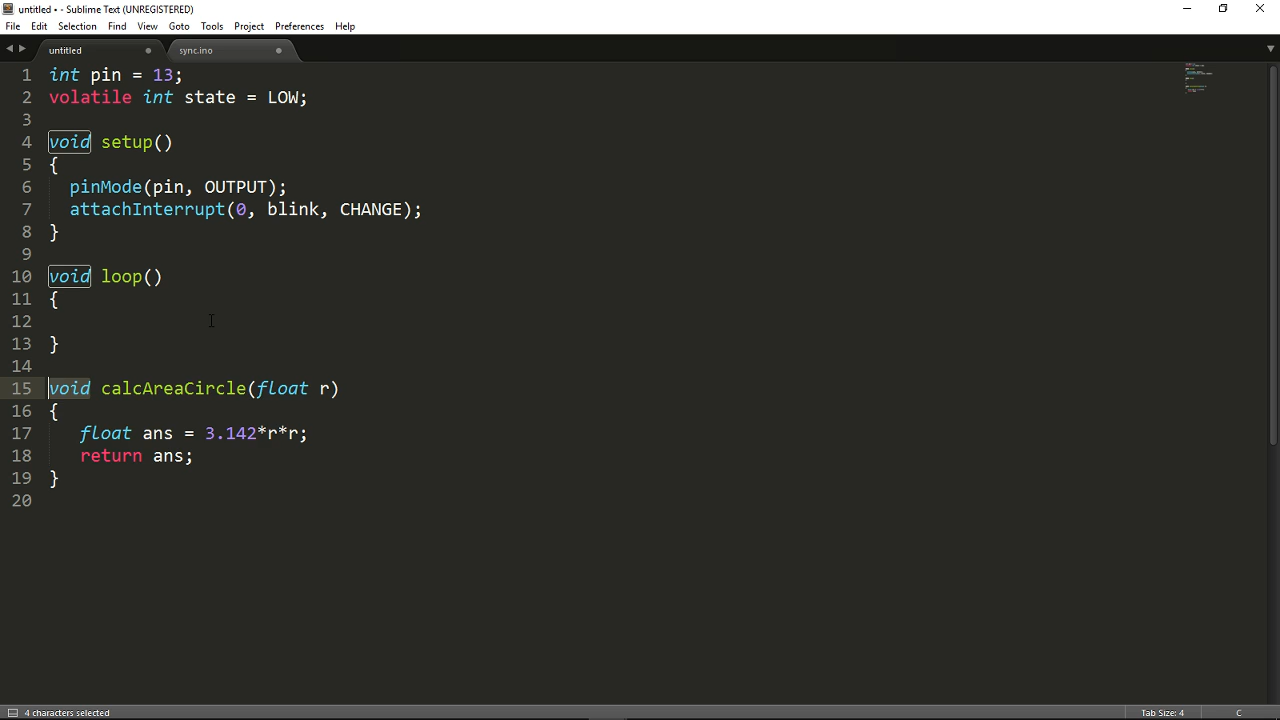 untitled • - Sublime Text (UNREGISTERED)
File Edit Selection Find View Goto Tools Project Preferences Help
untitled sync.ino
1 int pin = 13;
2 volatile int state = LOW;
3
4 void setup()
5 {
6 pinMode(pin, OUTPUT);
7 attachInterrupt(0, blink, CHANGE);
8 }
9
10 void loop()
11 {
12
13 }
14
15 void calcAreaCircle(float r)
16 {
17 float ans = 3.142*r*r;
18 return ans;
19 }
20
4 characters selected Tab Size: 4 C